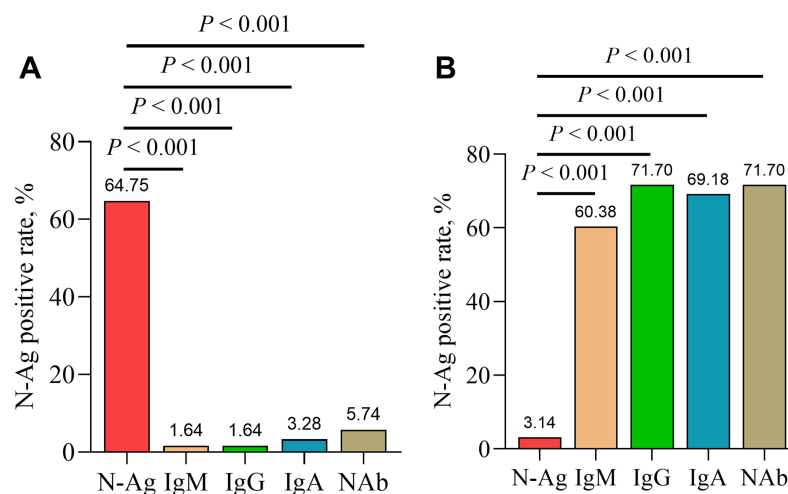 A
P < 0.001
P < 0.001
P < 0.001
P < 0.001
N-Ag positive rate, %
80
60
40
20
0
64.75
1.64
1.64
3.28
5.74
N-Ag IgM IgG IgA NAb
B
P < 0.001
P < 0.001
P < 0.001
P < 0.001
N-Ag positive rate, %
80
60
40
20
0
3.14
60.38
71.70
69.18
71.70
N-Ag IgM IgG IgA NAb